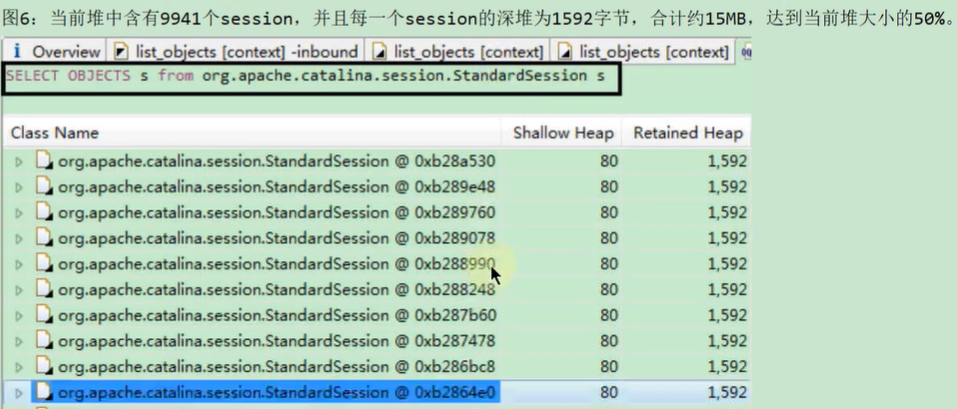 图6：当前堆中含有9941个session，并且每一个session的深堆为1592字节，合计约15MB，达到当前堆大小的50%。
i Overview list_objects [context] -inbound list_objects [context] list_objects [context]
SELECT OBJECTS s from org.apache.catalina.session.StandardSession s
Class Name Shallow Heap Retained Heap
org.apache.catalina.session.StandardSession @ 0xb28a530 80 1,592
org.apache.catalina.session.StandardSession @ 0xb289e48 80 1,592
org.apache.catalina.session.StandardSession @ 0xb289760 80 1,592
org.apache.catalina.session.StandardSession @ 0xb289078 80 1,592
org.apache.catalina.session.StandardSession @ 0xb288990 80 1,592
org.apache.catalina.session.StandardSession @ 0xb288248 80 1,592
org.apache.catalina.session.StandardSession @ 0xb287b60 80 1,592
org.apache.catalina.session.StandardSession @ 0xb287478 80 1,592
org.apache.catalina.session.StandardSession @ 0xb286bc8 80 1,592
org.apache.catalina.session.StandardSession @ 0xb2864e0 80 1,592